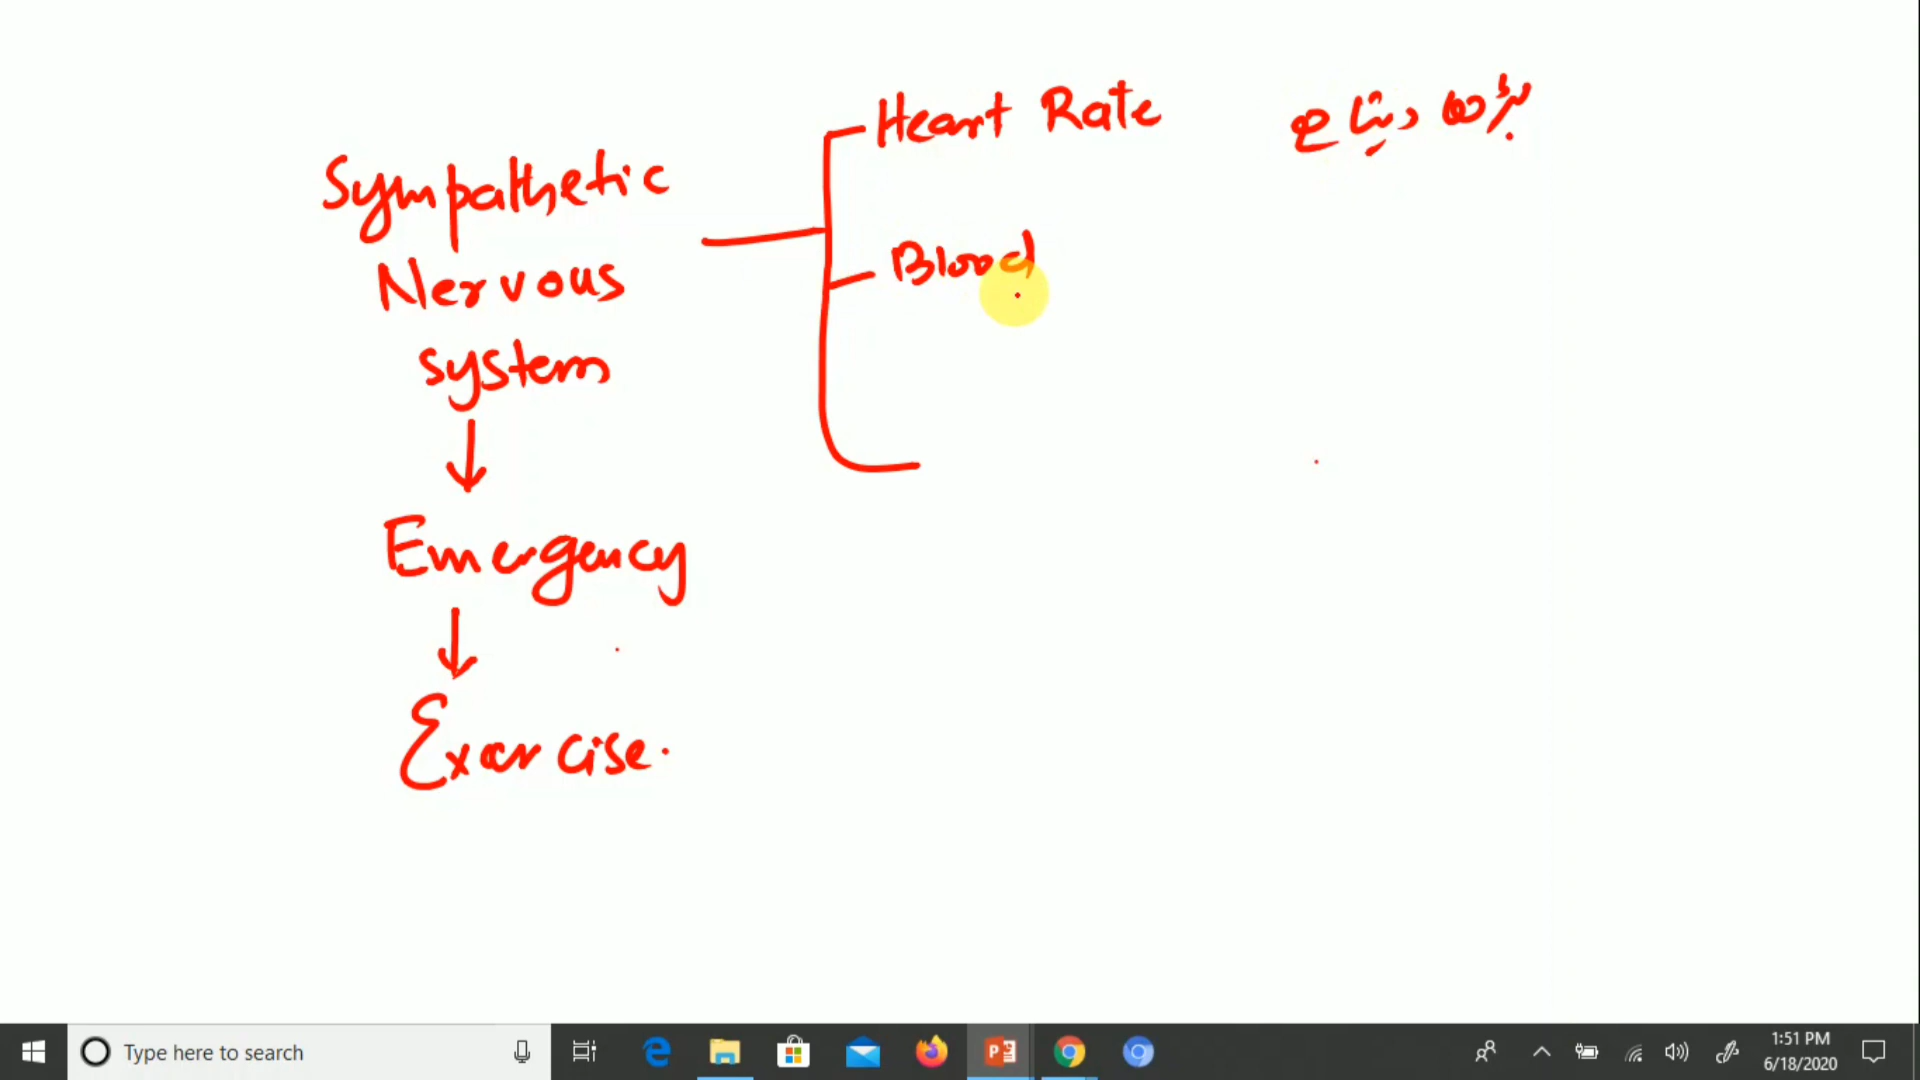 Sympathetic
Nervous
system
Emergency
Exercise.
Heart Rate
Blood
Type here to search
1:51 PM
6/18/2020